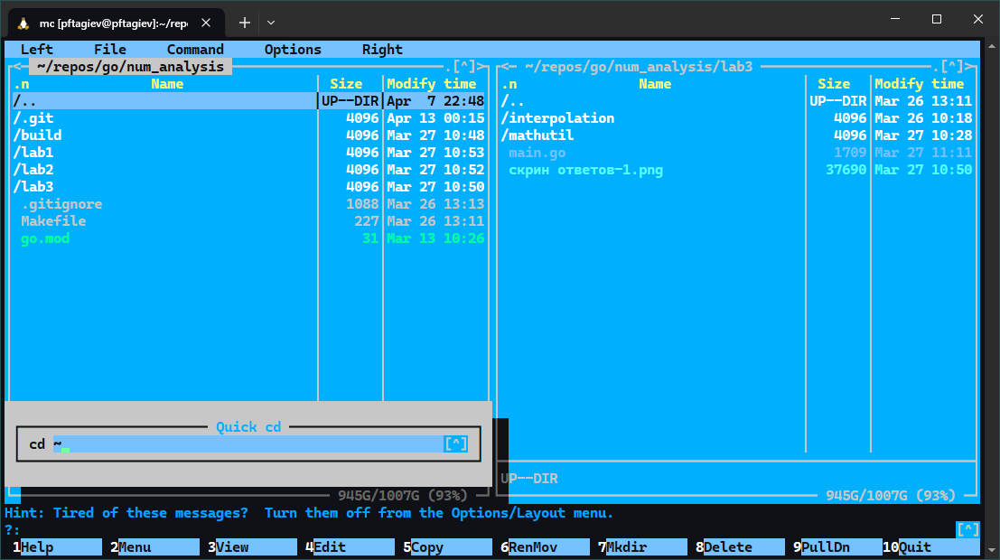 mc [pftagiev@pftagiev]:~/repo
Left File Command Options Right
<─ ~/repos/go/num_analysis ─.[^]>
.n Name Size Modify time
/.. UP--DIR Apr 7 22:48
/.git 4096 Apr 13 00:15
/build 4096 Mar 27 10:48
/lab1 4096 Mar 27 10:53
/lab2 4096 Mar 27 10:52
/lab3 4096 Mar 27 10:50
.gitignore 1088 Mar 26 13:13
Makefile 227 Mar 26 13:11
go.mod 31 Mar 13 10:26
Quick cd
cd ~ [^]
945G/1007G (93%)
<─ ~/repos/go/num_analysis/lab3 ─.[^]>
.n Name Size Modify time
/.. UP--DIR Mar 26 13:11
/interpolation 4096 Mar 26 10:18
/mathutil 4096 Mar 27 10:28
main.go 1709 Mar 27 11:11
скрин ответов-1.png 37690 Mar 27 10:50
UP--DIR
945G/1007G (93%)
Hint: Tired of these messages? Turn them off from the Options/Layout menu.
?: [^]
1Help 2Menu 3View 4Edit 5Copy 6RenMov 7Mkdir 8Delete 9PullDn 10Quit